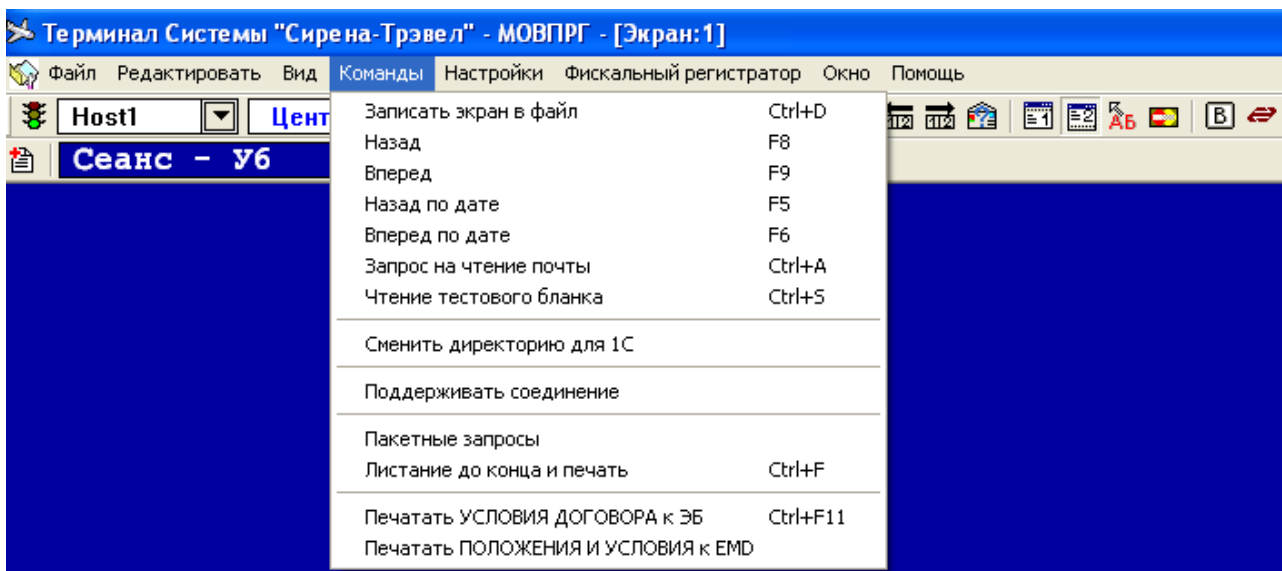 Терминал Системы "Сирена-Трэвел" - МОВПРГ - [Экран:1]
Файл Редактировать Вид Команды Настройки Фискальный регистратор Окно Помощь
Host1 Цент
Сеанс - У6
Записать экран в файл Ctrl+D
Назад F8
Вперед F9
Назад по дате F5
Вперед по дате F6
Запрос на чтение почты Ctrl+A
Чтение тестового бланка Ctrl+S
Сменить директорию для 1С
Поддерживать соединение
Пакетные запросы
Листание до конца и печать Ctrl+F
Печатать УСЛОВИЯ ДОГОВОРА к ЭБ Ctrl+F11
Печатать ПОЛОЖЕНИЯ И УСЛОВИЯ к EMD